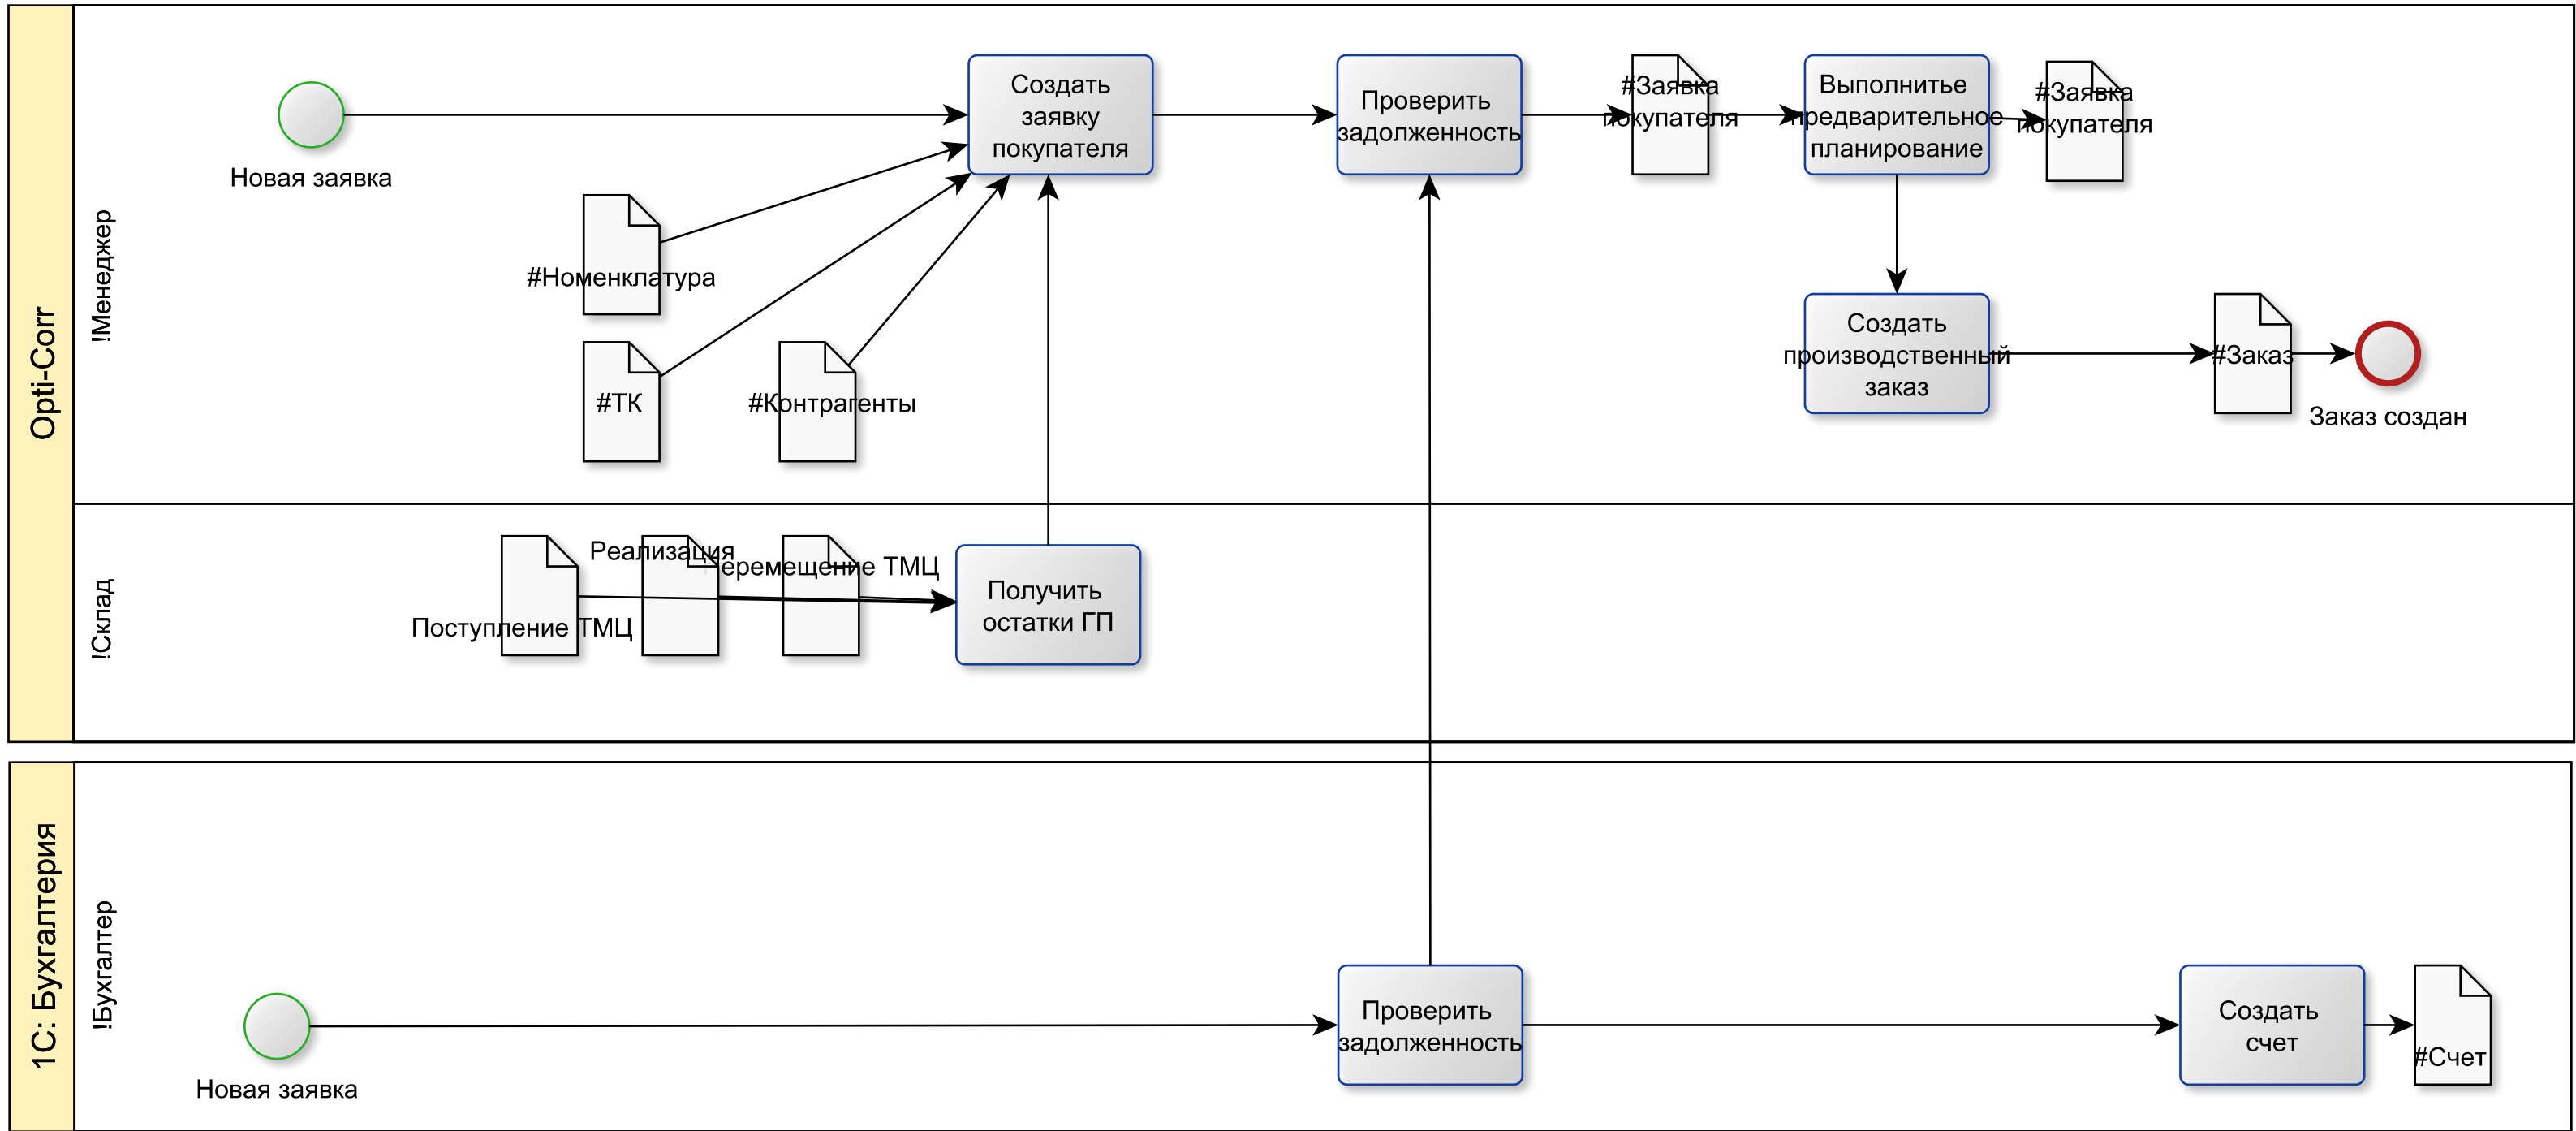 Opti-Corr
!Менеджер
Новая заявка
#Номенклатура
#ТК
#Контрагенты
Создать
заявку
покупателя
Проверить
задолженность
#Заявка
покупателя
Выполнитье
предварительное
планирование
#Заявка
покупателя
Создать
производственный
заказ
#Заказ
Заказ создан
!Склад
Поступление ТМЦ
Реализация
Перемещение ТМЦ
Получить
остатки ГП
1С: Бухгалтерия
!Бухгалтер
Новая заявка
Проверить
задолженность
Создать
счет
#Счет